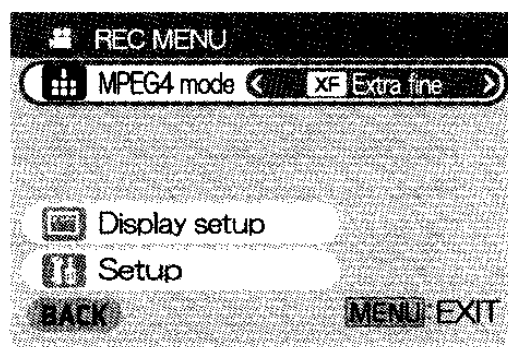 REC MENU
MPEG4 mode XF Extra fine
Display setup
Setup
BACK MENU: EXIT